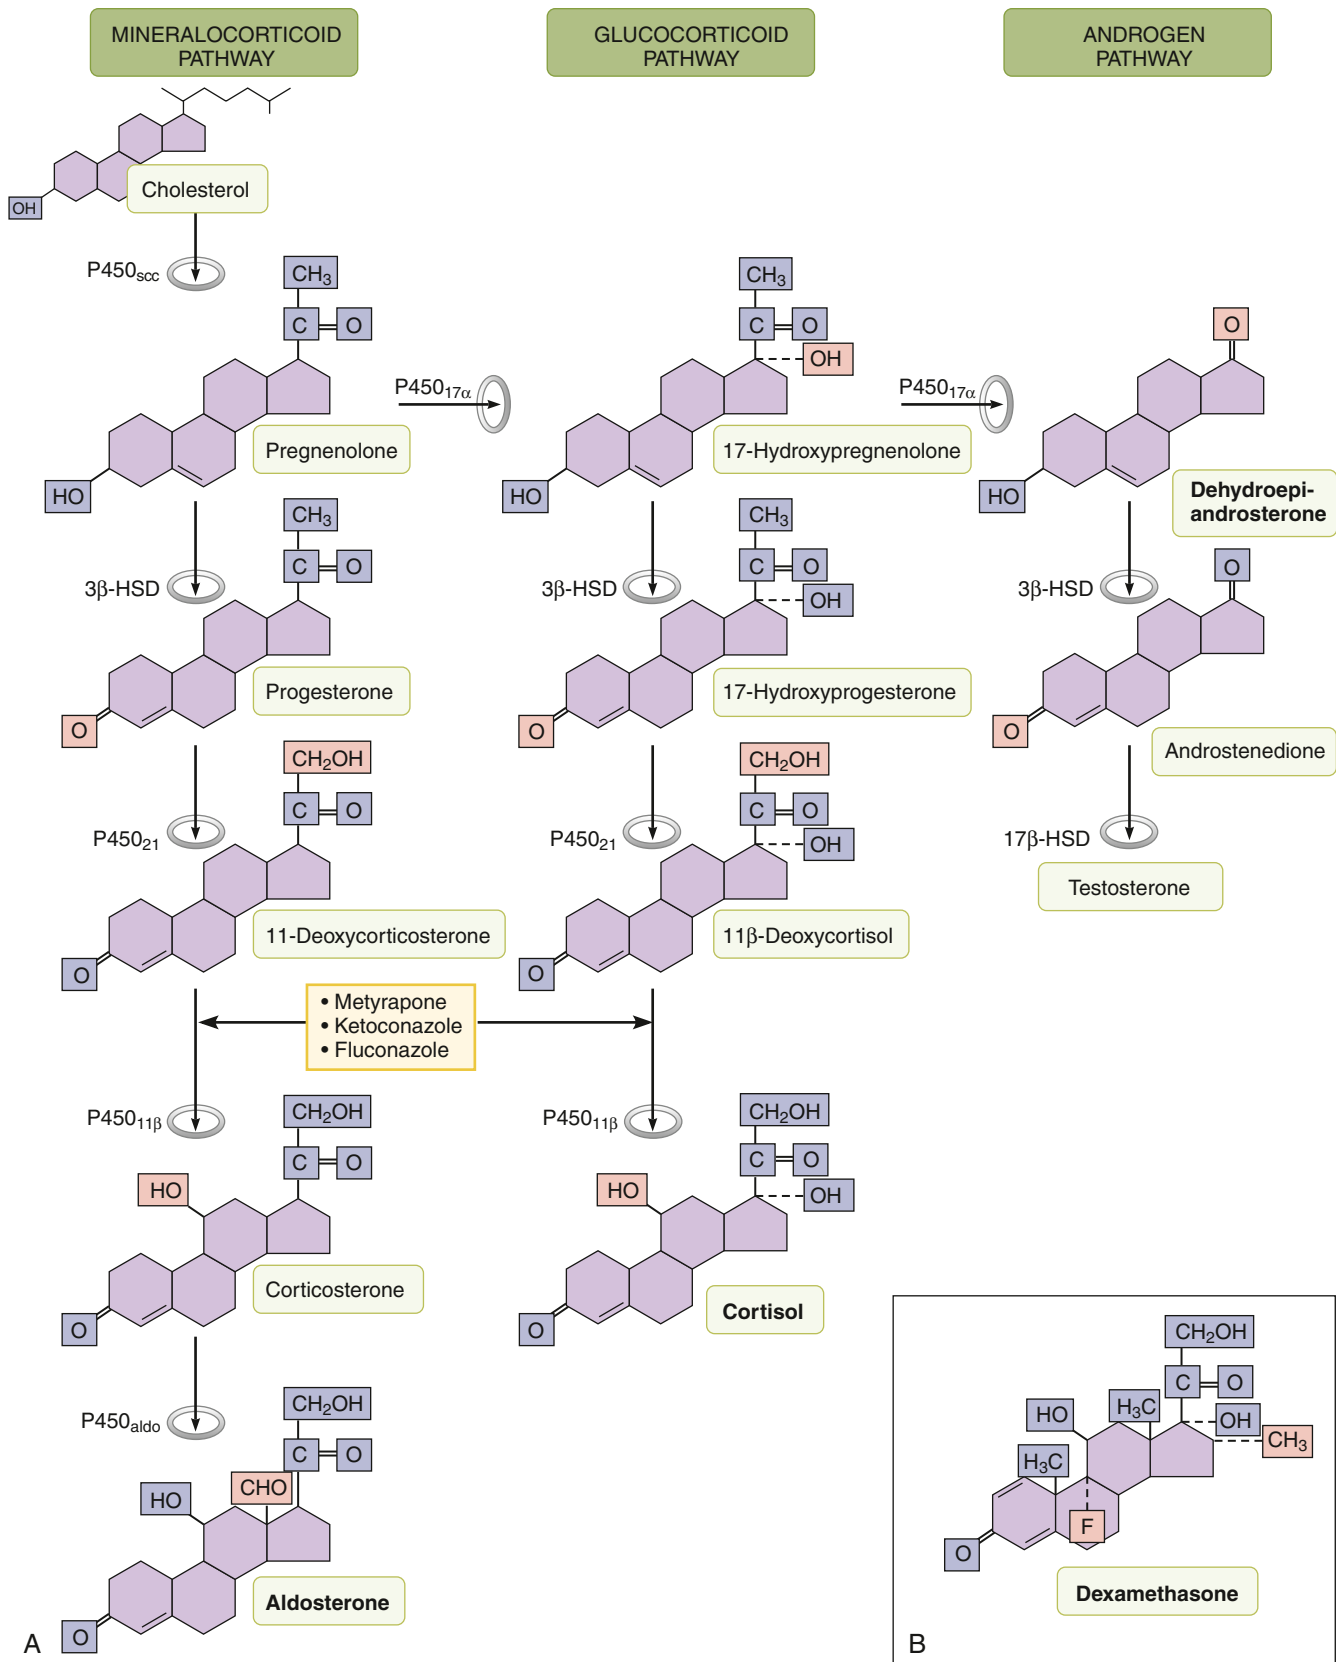 MINERALOCORTICOID
PATHWAY
GLUCOCORTICOID
PATHWAY
ANDROGEN
PATHWAY
OH
Cholesterol
P450scc
CH3
C
O
HO
Pregnenolone
P45017α
CH3
C
O
OH
HO
17-Hydroxypregnenolone
P45017α
O
HO
Dehydroepi-
androsterone
3β-HSD
CH3
C
O
O
Progesterone
3β-HSD
CH3
C
O
OH
O
17-Hydroxyprogesterone
3β-HSD
O
O
Androstenedione
P45021
CH2OH
C
O
O
11-Deoxycorticosterone
P45021
CH2OH
C
O
OH
O
11β-Deoxycortisol
17β-HSD
Testosterone
• Metyrapone
• Ketoconazole
• Fluconazole
P45011β
CH2OH
C
O
HO
O
Corticosterone
P45011β
CH2OH
C
O
OH
HO
O
Cortisol
P450aldo
CH2OH
C
O
CHO
HO
O
Aldosterone
A
CH2OH
C
O
HO
H3C
OH
CH3
H3C
F
O
Dexamethasone
B